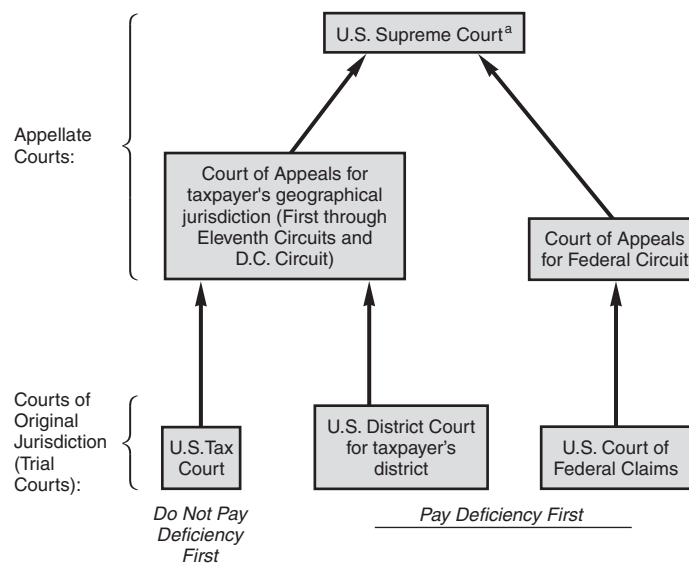 U.S. Supreme Court a
Appellate
Courts:
Court of Appeals for
taxpayer's geographical
jurisdiction (First through
Eleventh Circuits and
D.C. Circuit)
Court of Appeals
for Federal Circuit
Courts of
Original
Jurisdiction
(Trial
Courts):
U.S.Tax
Court
U.S. District Court
for taxpayer's
district
U.S. Court of
Federal Claims
Do Not Pay
Deficiency
First
Pay Deficiency First